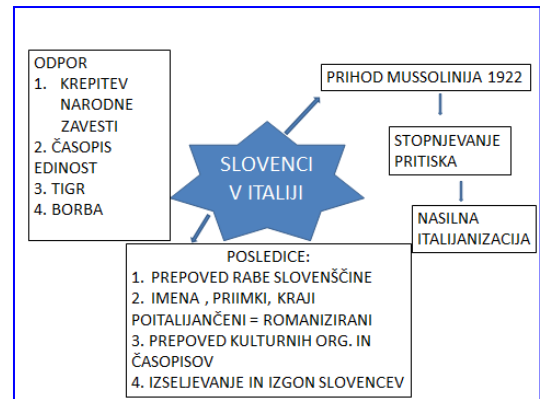 ODPOR
1. KREPITEV
NARODNE
ZAVESTI
2. ČASOPIS
EDINOST
3. TIGR
4. BORBA
SLOVENCI
V ITALIJI
PRIHOD MUSSOLINIJA 1922
STOPNJEVANJE
PRITISKA
NASILNA
ITALIJANIZACIJA
POSLEDICE:
1. PREPOVED RABE SLOVENŠČINE
2. IMENA , PRIIMKI, KRAJI
POITALIJANČENI = ROMANIZIRANI
3. PREPOVED KULTURNIH ORG. IN
ČASOPISOV
4. IZSELJEVANJE IN IZGON SLOVENCEV